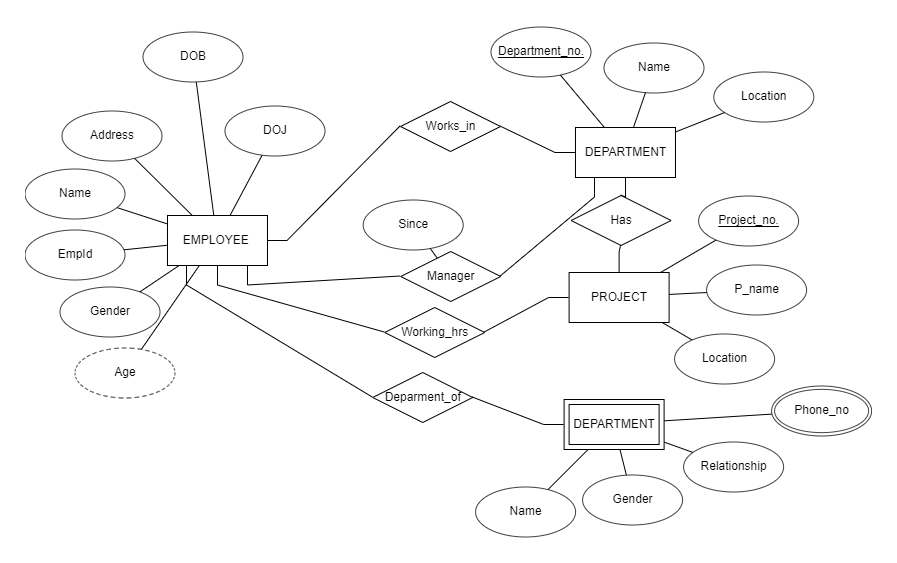 DOB
Department_no.
Name
Location
Address
DOJ
Works_in
DEPARTMENT
Name
EMPLOYEE
Since
Has
Project_no.
EmpId
Manager
Gender
PROJECT
P_name
Working_hrs
Location
Age
Deparment_of
DEPARTMENT
Phone_no
Relationship
Name
Gender